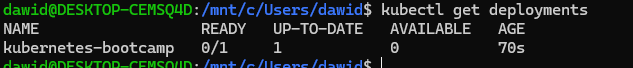 dawid@DESKTOP-CEMSQ4D:/mnt/c/Users/dawid$ kubectl get deployments
NAME                  READY   UP-TO-DATE   AVAILABLE   AGE
kubernetes-bootcamp   0/1     1            0           70s
dawid@DESKTOP-CEMSQ4D:/mnt/c/Users/dawid$